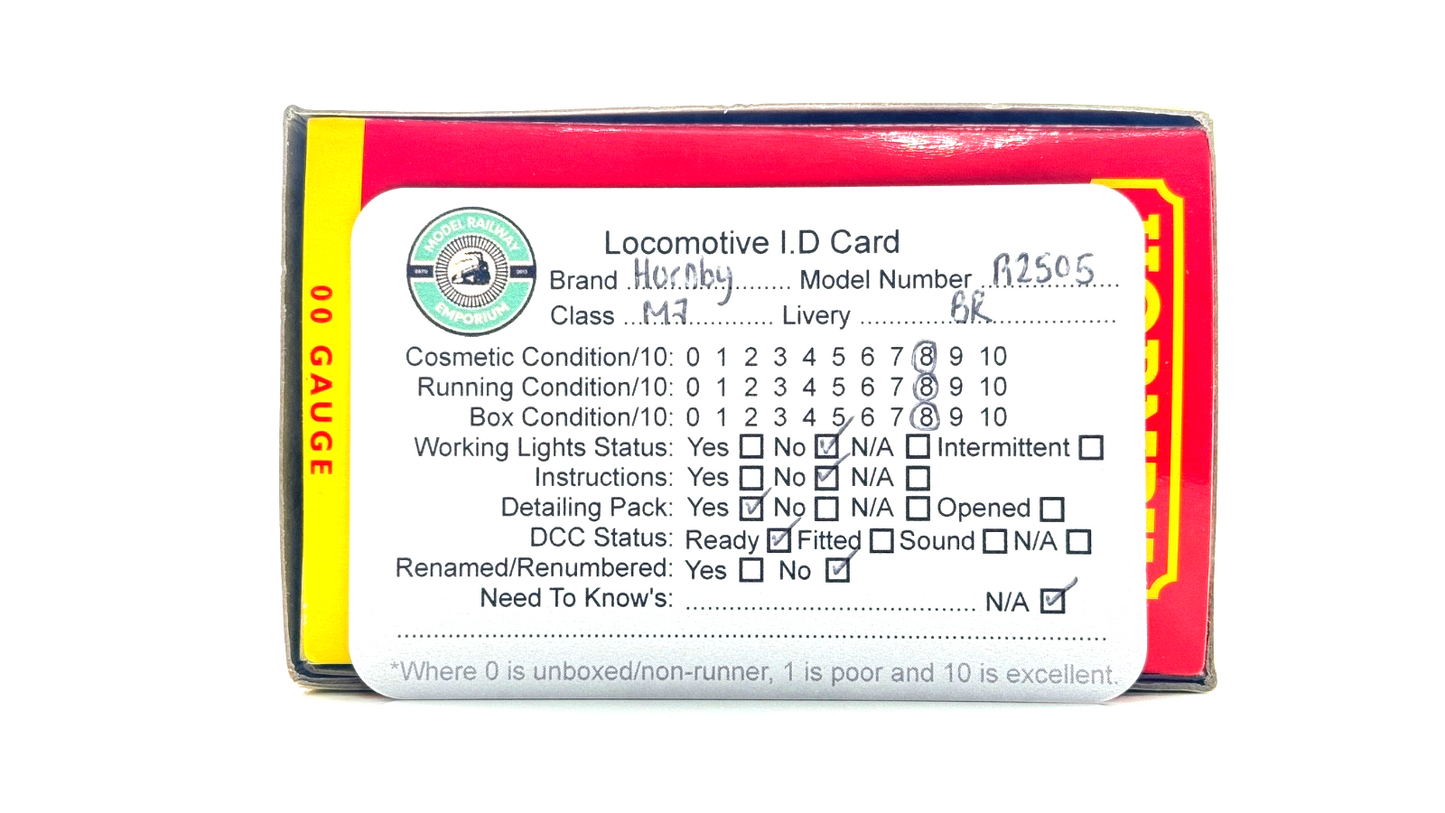 MODEL RAILWAY
ESTD 2013
EMPORIUM
Locomotive I.D Card
Brand Hornby Model Number R2505
Class M7 Livery BR
Cosmetic Condition/10: 0 1 2 3 4 5 6 7 8 9 10
Running Condition/10: 0 1 2 3 4 5 6 7 8 9 10
Box Condition/10: 0 1 2 3 4 5 6 7 8 9 10
Working Lights Status: Yes No N/A Intermittent
Instructions: Yes No N/A
Detailing Pack: Yes No N/A Opened
DCC Status: Ready Fitted Sound N/A
Renamed/Renumbered: Yes No
Need To Know's: N/A
*Where 0 is unboxed/non-runner, 1 is poor and 10 is excellent.
00 GAUGE
HORNBY